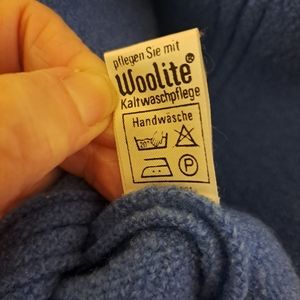 pflegen Sie mit
Woolite®
Kaltwaschpflege
Handwäsche
P